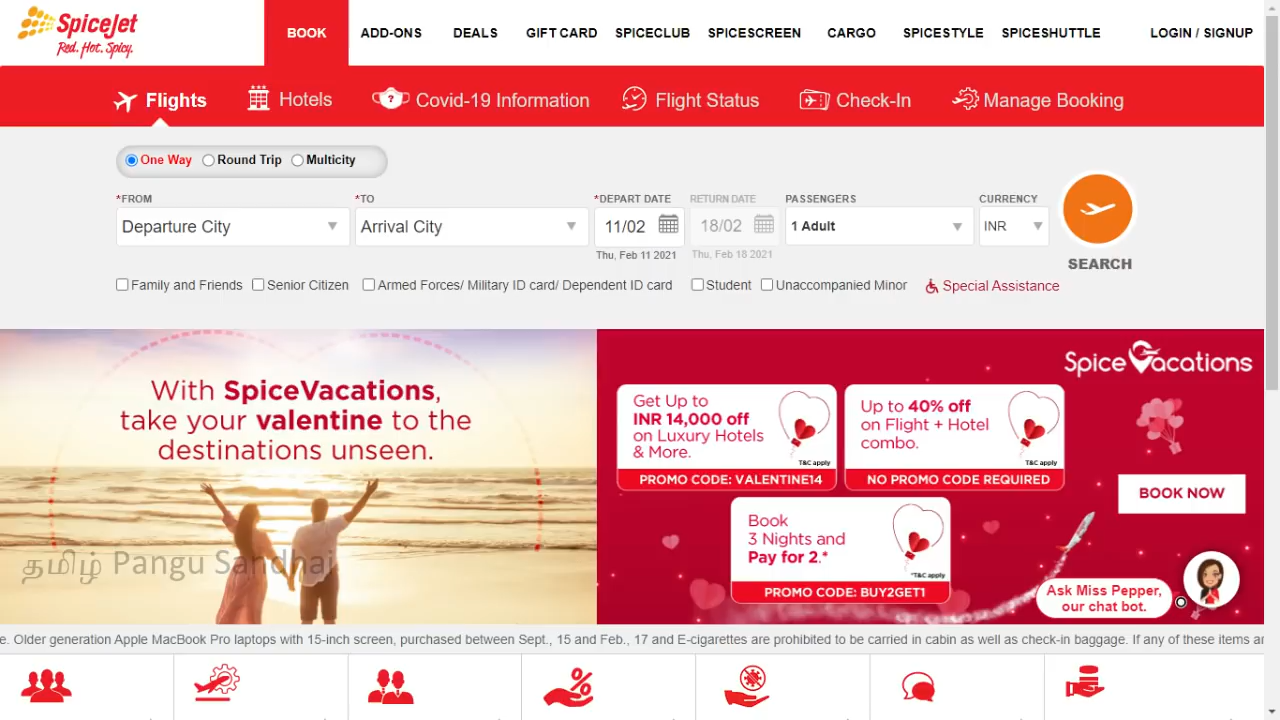 SpiceJet
Red. Hot. Spicy.
BOOK
ADD-ONS
DEALS
GIFT CARD
SPICECLUB
SPICESCREEN
CARGO
SPICESTYLE
SPICESHUTTLE
LOGIN / SIGNUP
Flights
Hotels
Covid-19 Information
Flight Status
Check-In
Manage Booking
One Way
Round Trip
Multicity
*FROM
*TO
*DEPART DATE
RETURN DATE
PASSENGERS
CURRENCY
Departure City
Arrival City
11/02
18/02
1 Adult
INR
Thu, Feb 11 2021
Thu, Feb 18 2021
SEARCH
Family and Friends
Senior Citizen
Armed Forces/ Military ID card/ Dependent ID card
Student
Unaccompanied Minor
Special Assistance
With SpiceVacations,
take your valentine to the
destinations unseen.
தமிழ் Pangu Sandhai
SpiceVacations
Get Up to
INR 14,000 off
on Luxury Hotels
& More.
T&C apply
PROMO CODE: VALENTINE14
Up to 40% off
on Flight + Hotel
combo.
T&C apply
NO PROMO CODE REQUIRED
Book
3 Nights and
Pay for 2.*
*T&C apply
PROMO CODE: BUY2GET1
BOOK NOW
Ask Miss Pepper,
our chat bot.
e. Older generation Apple MacBook Pro laptops with 15-inch screen, purchased between Sept., 15 and Feb., 17 and E-cigarettes are prohibited to be carried in cabin as well as check-in baggage. If any of these items ar